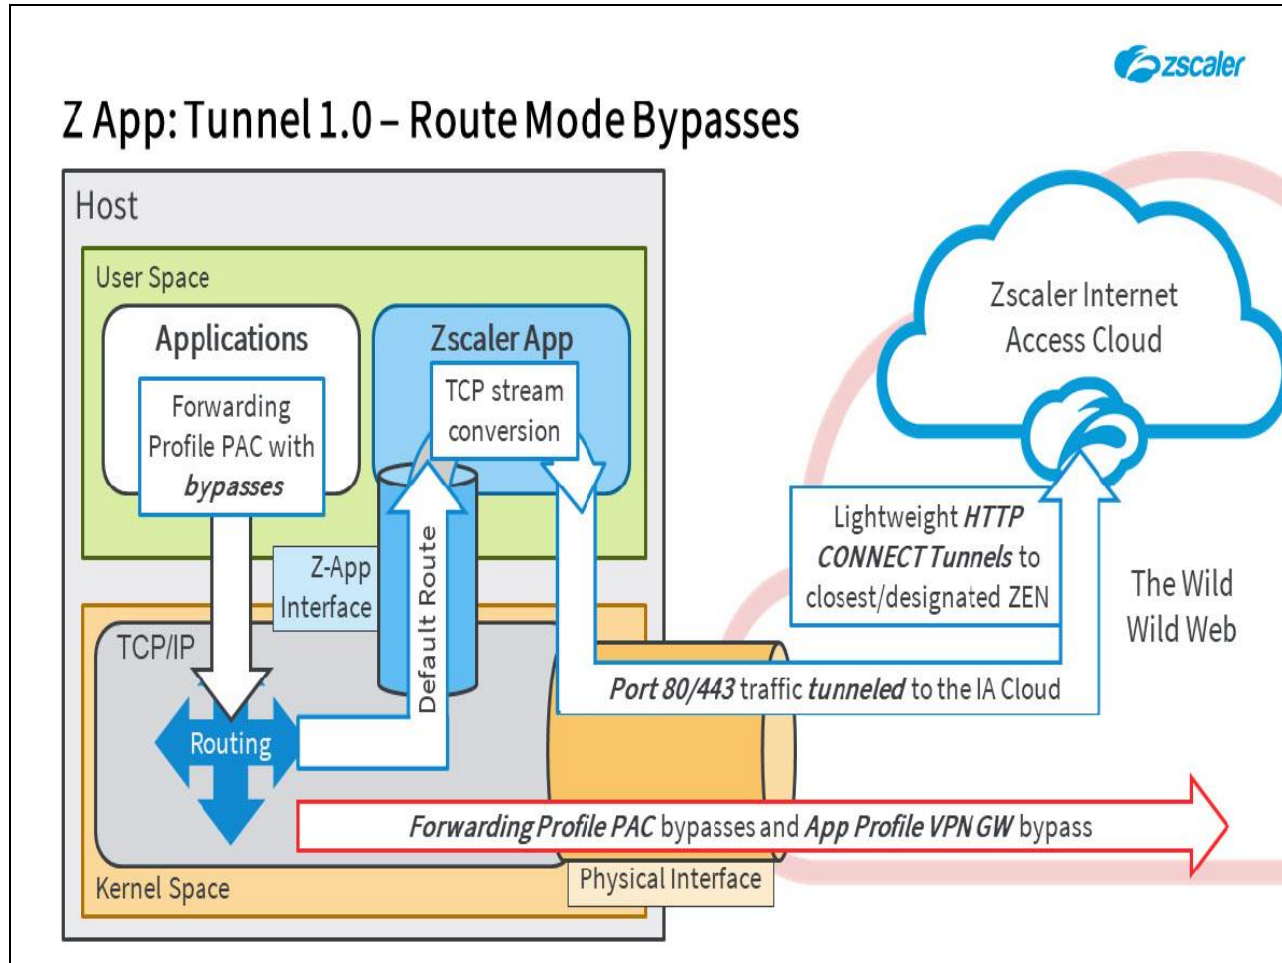 zscaler
Z App: Tunnel 1.0 – Route Mode Bypasses
Host
User Space
Applications
Forwarding
Profile PAC with
bypasses
Zscaler App
TCP stream
conversion
Z-App
Interface
Default Route
TCP/IP
Routing
Kernel Space
Physical Interface
Zscaler Internet
Access Cloud
Lightweight HTTP
CONNECT Tunnels to
closest/designated ZEN
The Wild
Wild Web
Port 80/443 traffic tunneled to the IA Cloud
Forwarding Profile PAC bypasses and App Profile VPN GW bypass